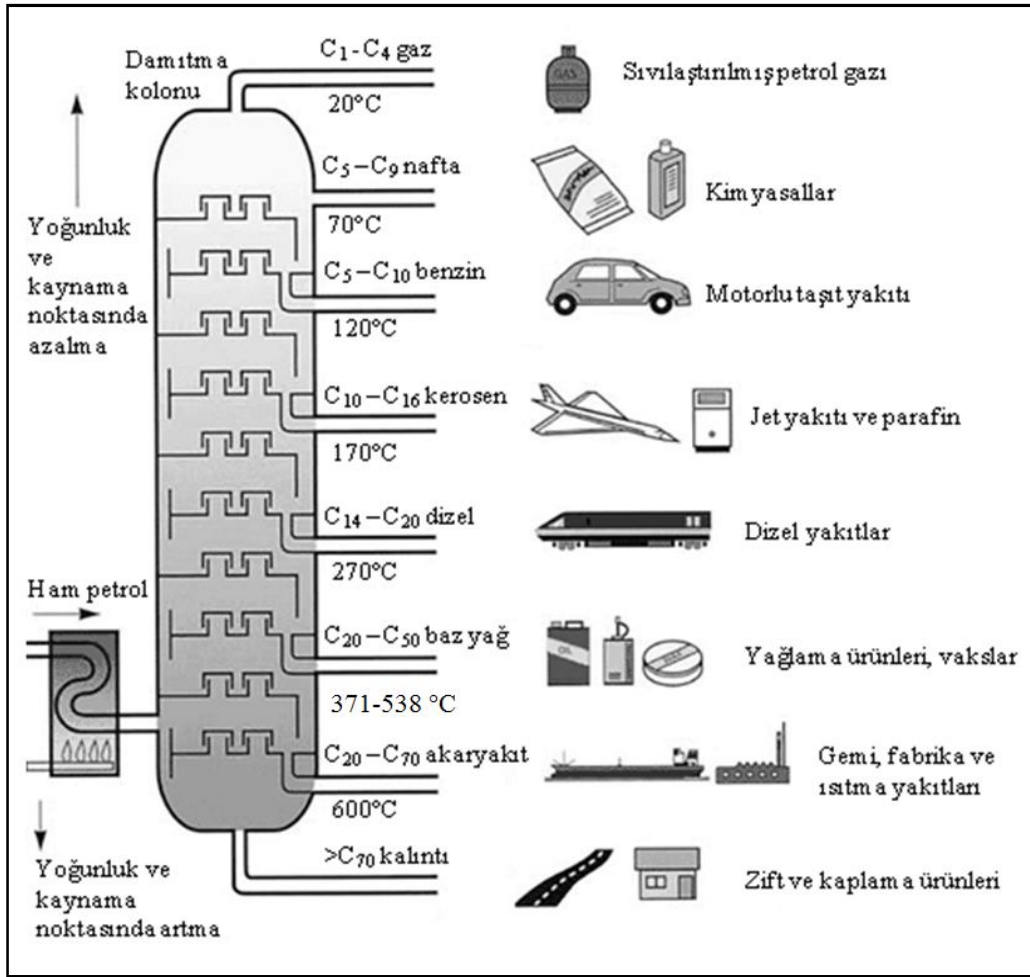 Damıtma
kolonu
C1-C4 gaz
20°C
Sıvılaştırılmış petrol gazı
GAS
C5–C9 nafta
70°C
Kimyasallar
Yoğunluk
ve
kaynama
noktasında
azalma
C5–C10 benzin
120°C
Motorlu taşıt yakıtı
C10–C16 kerosen
170°C
Jet yakıtı ve parafin
C14–C20 dizel
270°C
Dizel yakıtlar
Ham petrol
C20–C50 baz yağ
371-538 °C
OIL
Yağlama ürünleri, vakslar
C20–C70 akaryakıt
600°C
Gemi, fabrika ve
ısıtma yakıtları
>C70 kalıntı
Yoğunluk ve
kaynama
noktasında artma
Zift ve kaplama ürünleri